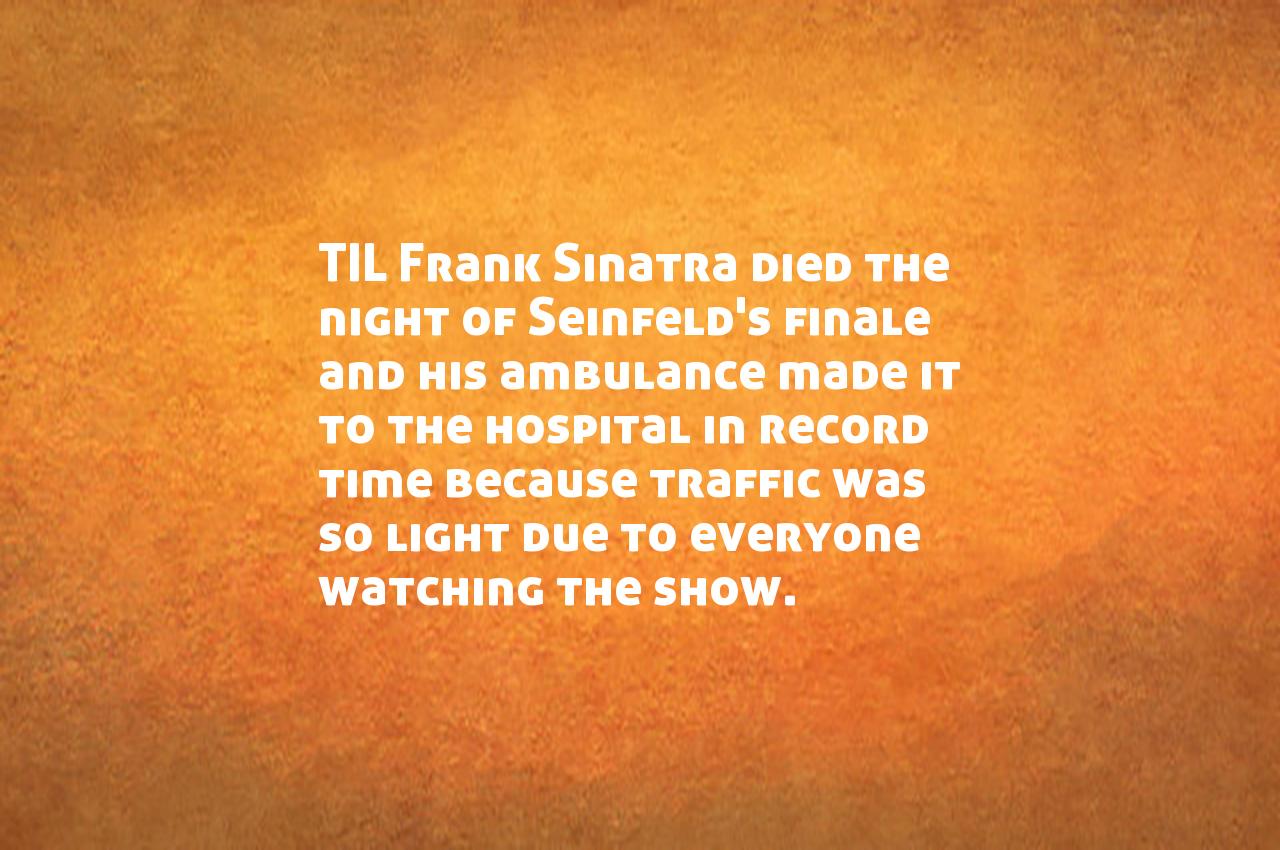 TIL Frank Sinatra died the
night of Seinfeld's finale
and his ambulance made it
to the hospital in record
time because traffic was
so light due to everyone
watching the show.